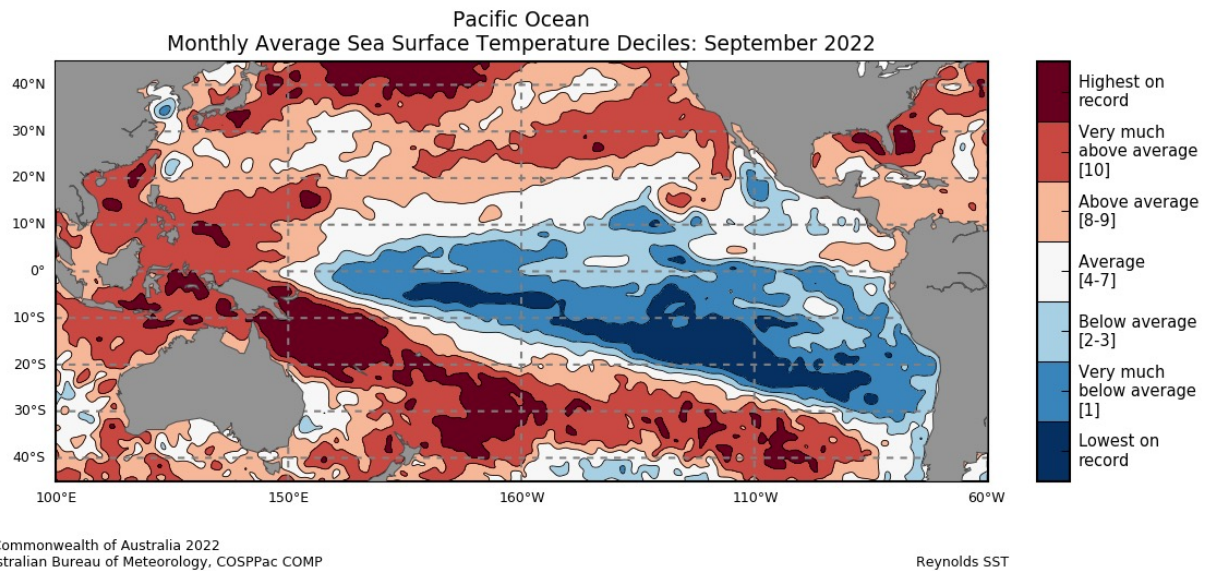 Pacific Ocean
Monthly Average Sea Surface Temperature Deciles: September 2022
40°N
30°N
20°N
10°N
0°
10°S
20°S
30°S
40°S
100°E
150°E
160°W
110°W
60°W
Highest on
record
Very much
above average
[10]
Above average
[8-9]
Average
[4-7]
Below average
[2-3]
Very much
below average
[1]
Lowest on
record
ommonwealth of Australia 2022
stralian Bureau of Meteorology, COSPPac COMP
Reynolds SST